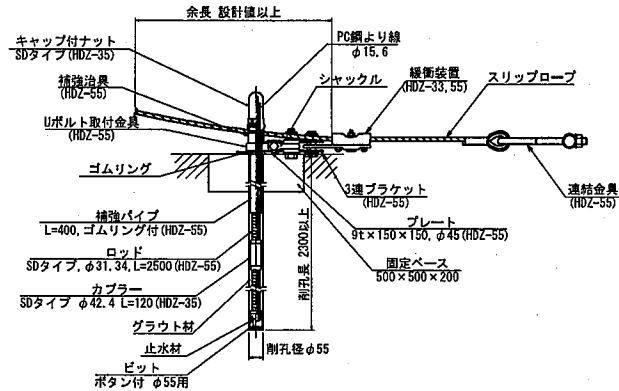 余長 設計値以上
キャップ付ナット
SDタイプ(HDZ-35)
PC鋼より線
φ15.6
補強治具
(HDZ-55)
シャックル
緩衝装置
(HDZ-33,55)
スリップロープ
Uボルト取付金具
(HDZ-55)
ゴムリング
3連ブラケット
(HDZ-55)
連結金具
(HDZ-55)
補強パイプ
L=400,ゴムリング付(HDZ-55)
プレート
9t×150×150,φ45(HDZ-55)
ロッド
SDタイプ,φ31.34,L=2500(HDZ-55)
削孔長 2300以上
固定ベース
500×500×200
カプラー
SDタイプ φ42.4 L=120(HDZ-35)
グラウト材
止水材
削孔径φ55
ビット
ボタン付 φ55用